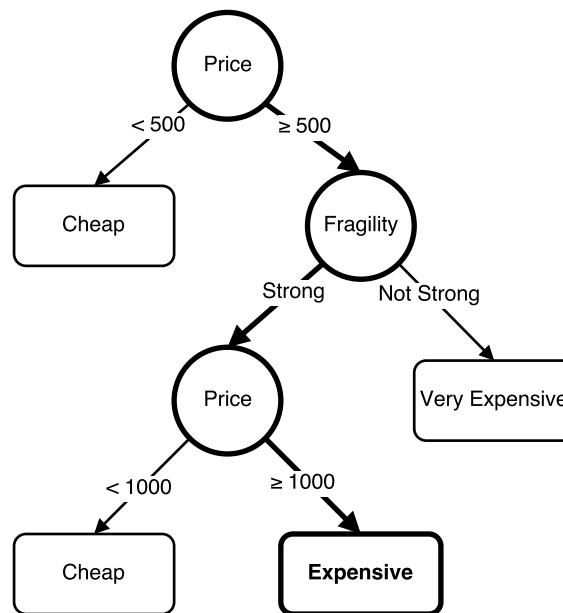 Price
< 500
≥ 500
Cheap
Fragility
Strong
Not Strong
Price
Very Expensive
< 1000
≥ 1000
Cheap
Expensive